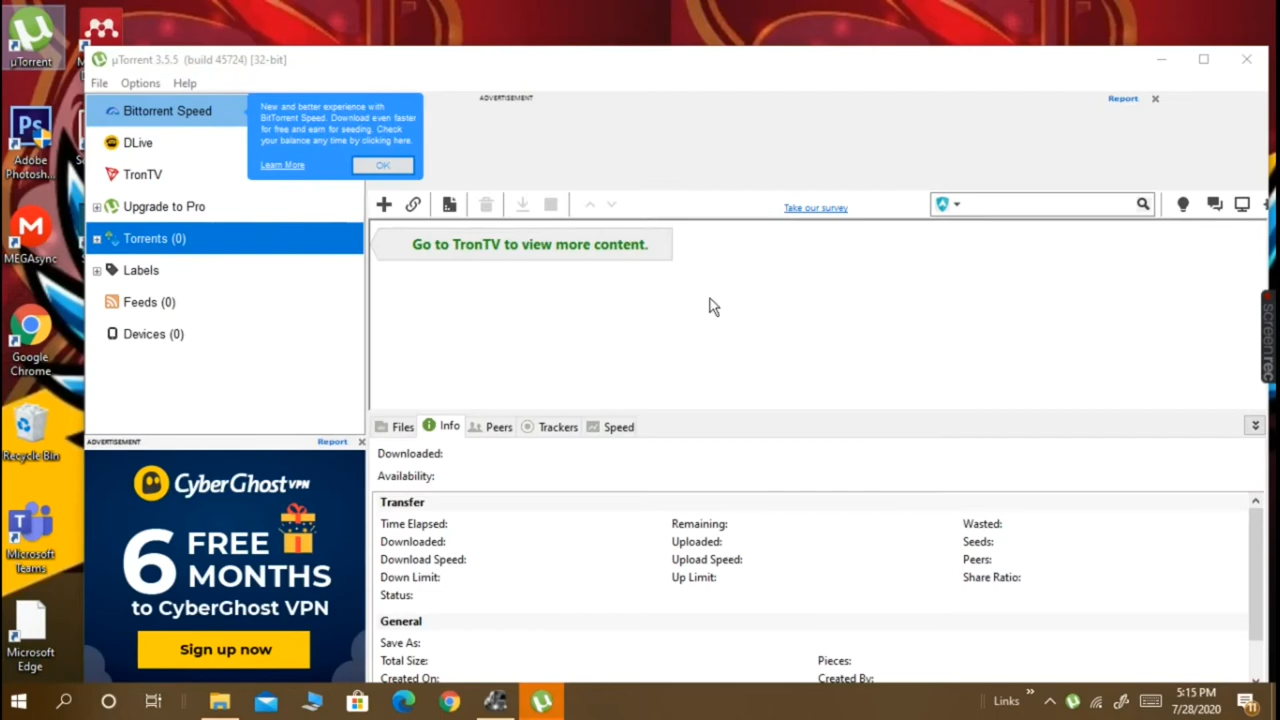 µTorrent
Adobe
Photosh...
MEGAsync
Google
Chrome
Recycle Bin
Microsoft
Teams
Microsoft
Edge
µTorrent 3.5.5 (build 45724) [32-bit]
File Options Help
Bittorrent Speed
DLive
TronTV
Upgrade to Pro
Torrents (0)
Labels
Feeds (0)
Devices (0)
New and better experience with
BitTorrent Speed. Download even faster
for free and earn for seeding. Check
your balance any time by clicking here.
Learn More OK
ADVERTISEMENT Report
Take our survey
Go to TronTV to view more content.
Files Info Peers Trackers Speed
Downloaded:
Availability:
Transfer
Time Elapsed: Remaining: Wasted:
Downloaded: Uploaded: Seeds:
Download Speed: Upload Speed: Peers:
Down Limit: Up Limit: Share Ratio:
Status:
General
Save As:
Total Size: Pieces:
Created On: Created By:
ADVERTISEMENT Report
CyberGhost VPN
6 FREE
MONTHS
to CyberGhost VPN
Sign up now
screenrec
Links
5:15 PM
7/28/2020
11